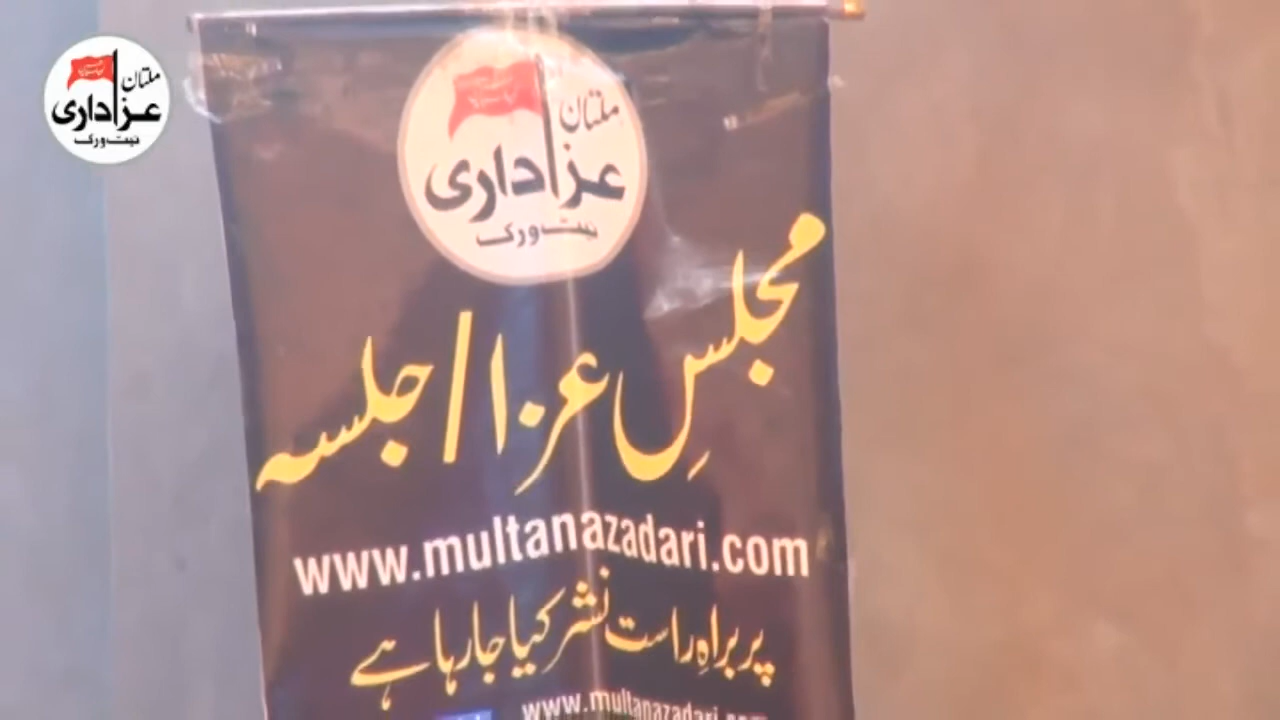 ملتان
عزاداری
نیٹ ورک
ملتان
عزاداری
نیٹ ورک
مجلسِ عزا/جلسہ
www.multanazadari.com
پر براہِ راست نشر کیا جا رہا ہے
www.multanazadari.com